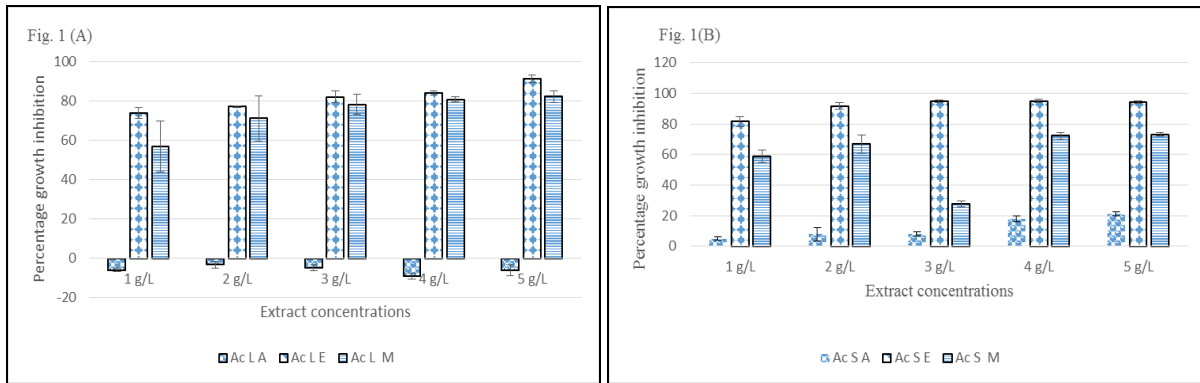 Fig. 1 (A)
Percentage growth inhibition
100
80
60
40
20
0
-20
1 g/L 2 g/L 3 g/L 4 g/L 5 g/L
Extract concentrations
Ac L A Ac L E Ac L M
Fig. 1(B)
Percentage growth inhibition
120
100
80
60
40
20
0
1 g/L 2 g/L 3 g/L 4 g/L 5 g/L
Extract concentrations
Ac S A Ac S E Ac S M